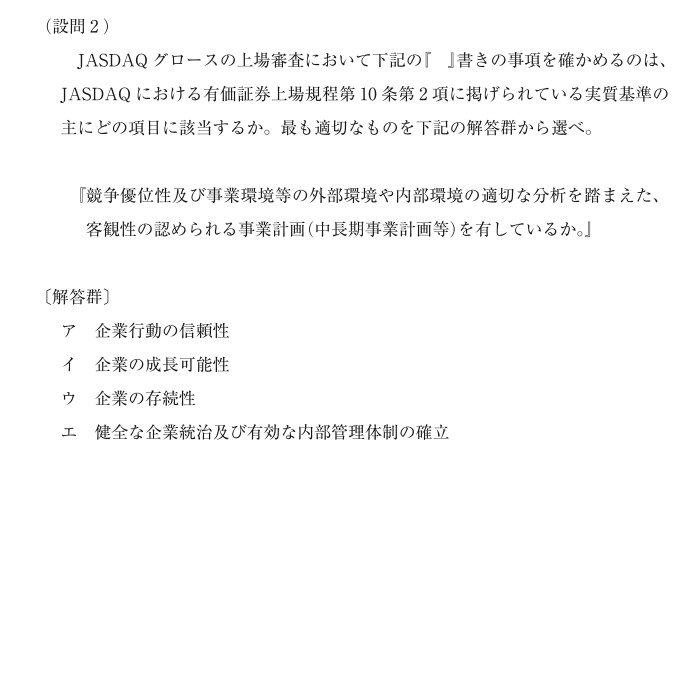 （設問２）
JASDAQ グロースの上場審査において下記の『　』書きの事項を確かめるのは、
JASDAQ における有価証券上場規程第 10 条第２項に掲げられている実質基準の
主にどの項目に該当するか。最も適切なものを下記の解答群から選べ。
『競争優位性及び事業環境等の外部環境や内部環境の適切な分析を踏まえた、
客観性の認められる事業計画（中長期事業計画等）を有しているか。』
〔解答群〕
ア　企業行動の信頼性
イ　企業の成長可能性
ウ　企業の存続性
エ　健全な企業統治及び有効な内部管理体制の確立